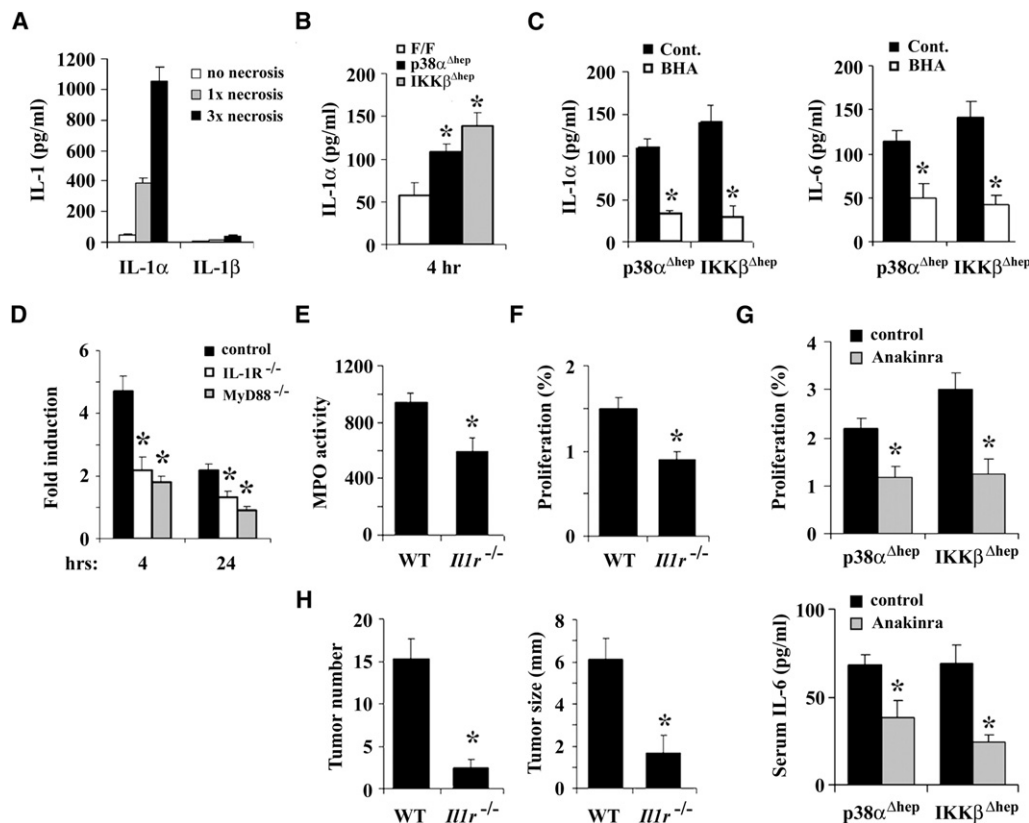 A
IL-1 (pg/ml)
1200
1000
800
600
400
200
0
no necrosis
1x necrosis
3x necrosis
IL-1α IL-1β
B
F/F
p38α Δhep
IKKβ Δhep
IL-1α (pg/ml)
200
150
100
50
0
* *
4 hr
C
Cont.
BHA
IL-1α (pg/ml)
200
150
100
50
0
* *
p38α Δhep IKKβ Δhep
Cont.
BHA
IL-6 (pg/ml)
200
150
100
50
0
* *
p38α Δhep IKKβ Δhep
D
Fold induction
6
4
2
0
control
IL-1R -/-
MyD88 -/-
* * * *
hrs: 4 24
E
MPO activity
1200
900
600
300
0
*
WT Il1r -/-
F
Proliferation (%)
2
1
0
*
WT Il1r -/-
G
control
Anakinra
Proliferation (%)
4
3
2
1
0
* *
p38α Δhep IKKβ Δhep
control
Anakinra
Serum IL-6 (pg/ml)
100
50
0
* *
p38α Δhep IKKβ Δhep
H
Tumor number
20
15
10
5
0
*
WT Il1r -/-
Tumor size (mm)
8
6
4
2
0
*
WT Il1r -/-